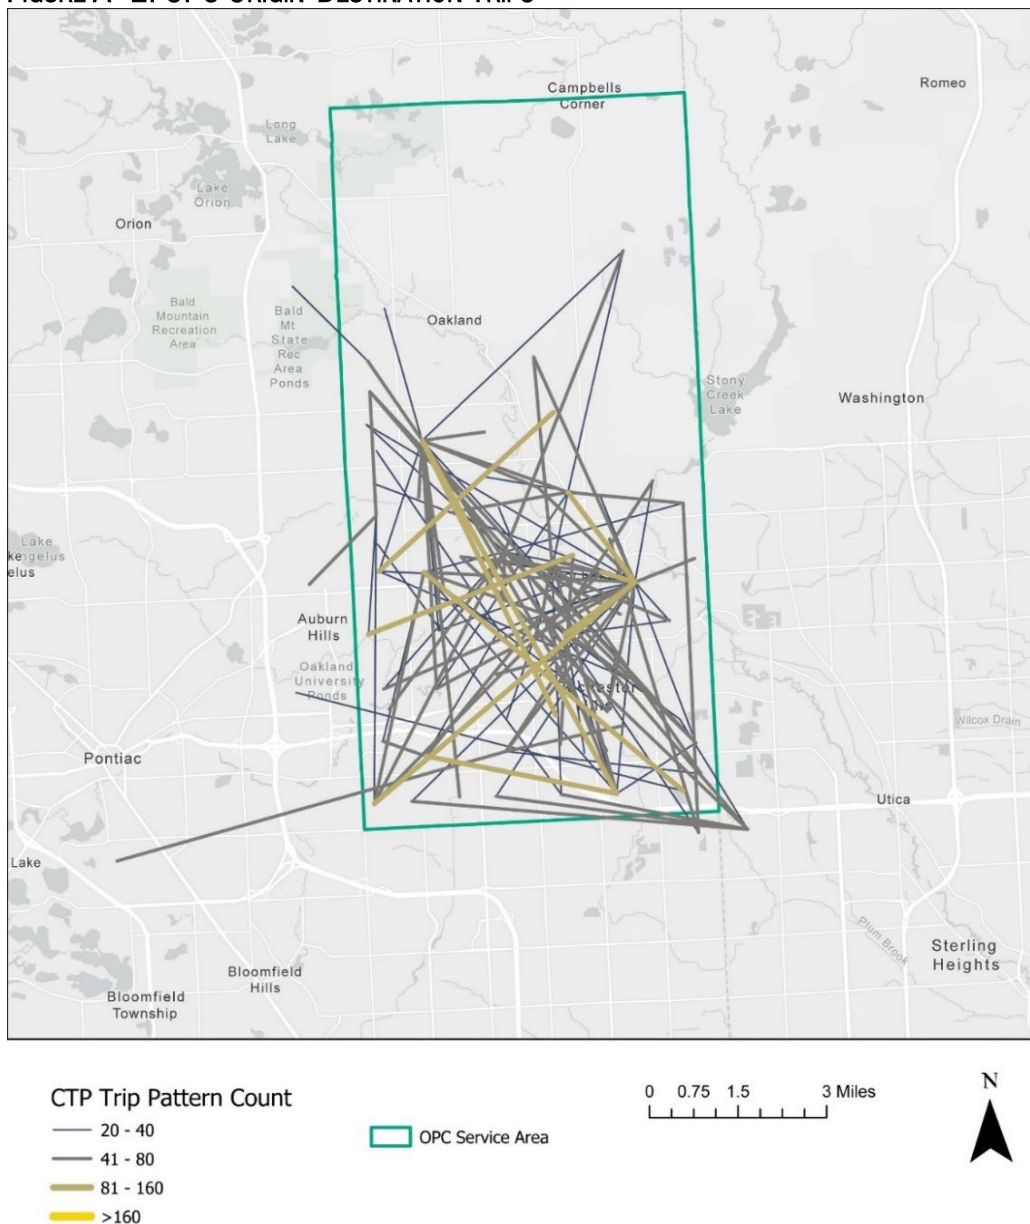 Campbells
Corner
Romeo
Long
Lake
Lake
Orion
Orion
Bald
Mountain
Recreation
Area
Bald
Mt
State
Rec
Area
Ponds
Oakland
Stony
Creek
Lake
Washington
Lake
Auburn
Hills
Oakland
University
Ponds
Wilcox Drain
Pontiac
Utica
Lake
Plum Brook
Sterling
Heights
Bloomfield
Hills
Bloomfield
Township
CTP Trip Pattern Count
20 - 40
41 - 80
81 - 160
>160
OPC Service Area
0 0.75 1.5 3 Miles
N